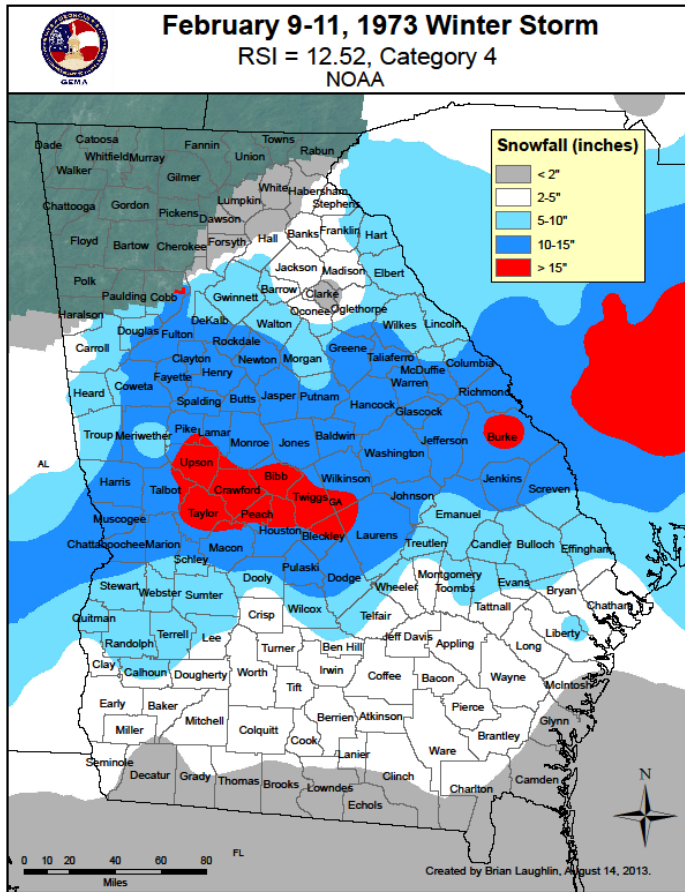 February 9-11, 1973 Winter Storm
RSI = 12.52, Category 4
NOAA
GEMA
Snowfall (inches)
< 2"
2-5"
5-10"
10-15"
> 15"
Dade
Catoosa
Whitfield
Murray
Fannin
Towns
Union
Rabun
Walker
Gilmer
White
Habersham
Lumpkin
Stephens
Chattooga
Gordon
Pickens
Dawson
Banks
Franklin
Hart
Floyd
Bartow
Cherokee
Forsyth
Hall
Jackson
Madison
Elbert
Polk
Paulding
Cobb
Gwinnett
Barrow
Clarke
Oconee
Oglethorpe
Haralson
Douglas
Fulton
DeKalb
Walton
Wilkes
Lincoln
Carroll
Rockdale
Morgan
Greene
Taliaferro
Columbia
Clayton
Newton
McDuffie
Heard
Coweta
Fayette
Henry
Warren
Richmond
Spalding
Butts
Jasper
Putnam
Hancock
Glascock
Troup
Meriwether
Pike
Lamar
Monroe
Jones
Baldwin
Jefferson
Burke
AL
Upson
Washington
Harris
Talbot
Crawford
Bibb
Wilkinson
Jenkins
Screven
Twiggs
GA
Johnson
Muscogee
Taylor
Peach
Emanuel
Chattahoochee
Marion
Macon
Houston
Bleckley
Laurens
Treutlen
Candler
Bulloch
Effingham
Schley
Pulaski
Stewart
Webster
Sumter
Dooly
Dodge
Wheeler
Montgomery
Toombs
Evans
Bryan
Quitman
Crisp
Wilcox
Telfair
Tattnall
Chatham
Randolph
Terrell
Lee
Turner
Ben Hill
Jeff Davis
Appling
Long
Liberty
Clay
Calhoun
Dougherty
Worth
Irwin
Coffee
Bacon
Wayne
McIntosh
Early
Baker
Mitchell
Tift
Pierce
Miller
Colquitt
Berrien
Atkinson
Brantley
Glynn
Cook
Ware
Seminole
Decatur
Grady
Thomas
Brooks
Lanier
Clinch
Charlton
Camden
Lowndes
Echols
N
FL
0 10 20 40 60 80
Miles
Created by Brian Laughlin, August 14, 2013.